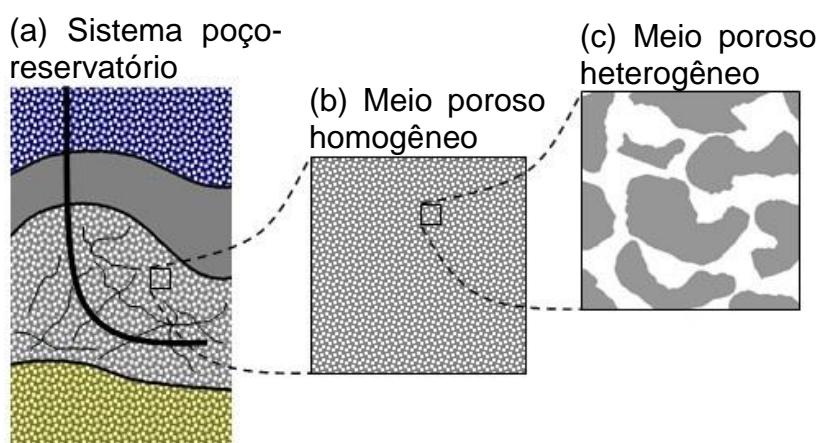 (a) Sistema poço-
reservatório
(b) Meio poroso
homogêneo
(c) Meio poroso
heterogêneo